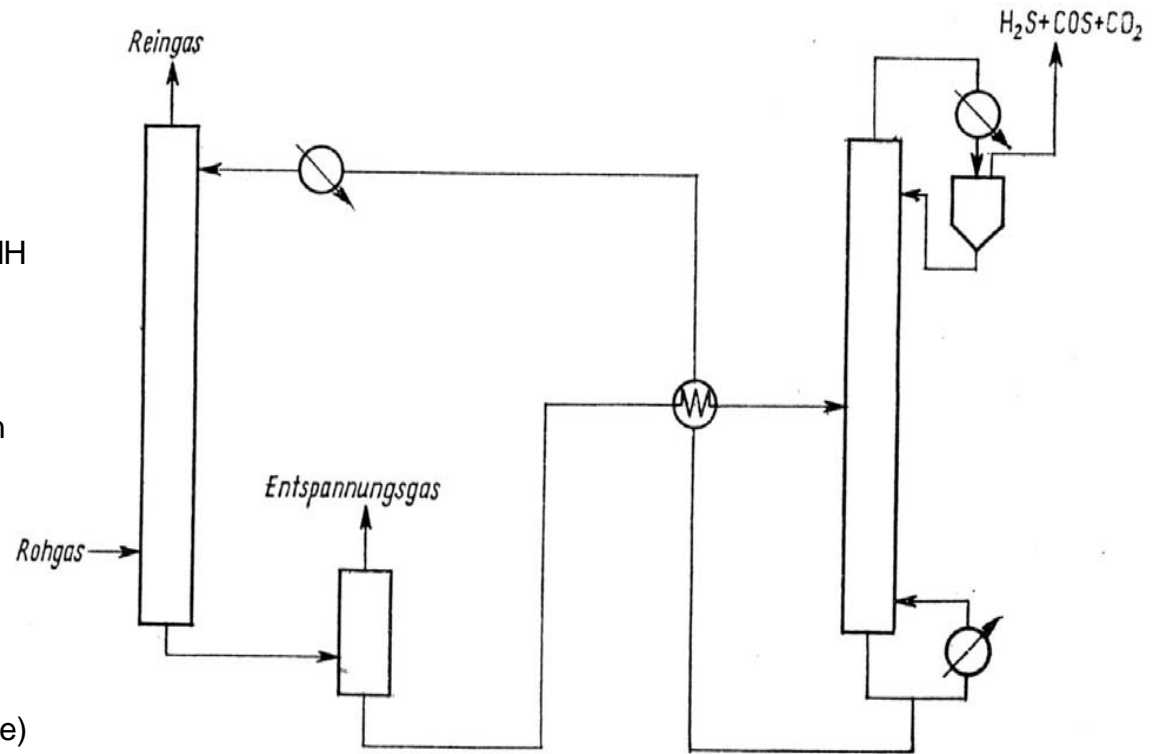 H₂S+COS+CO₂
Reingas
Entspannungsgas
Rohgas
e)